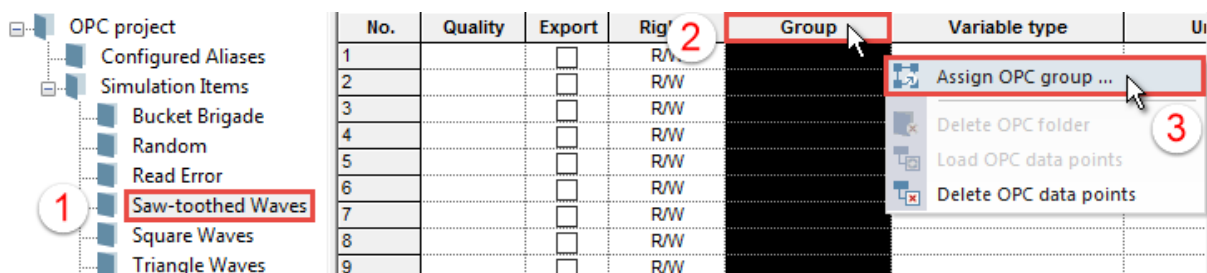 OPC project
Configured Aliases
Simulation Items
Bucket Brigade
Random
Read Error
1 Saw-toothed Waves
Square Waves
Triangle Waves
No. Quality Export Rig 2 Group Variable type
1 R/W
2 R/W
3 R/W
4 R/W
5 R/W
6 R/W
7 R/W
8 R/W
9 R/W
Assign OPC group ...
Delete OPC folder 3
Load OPC data points
Delete OPC data points